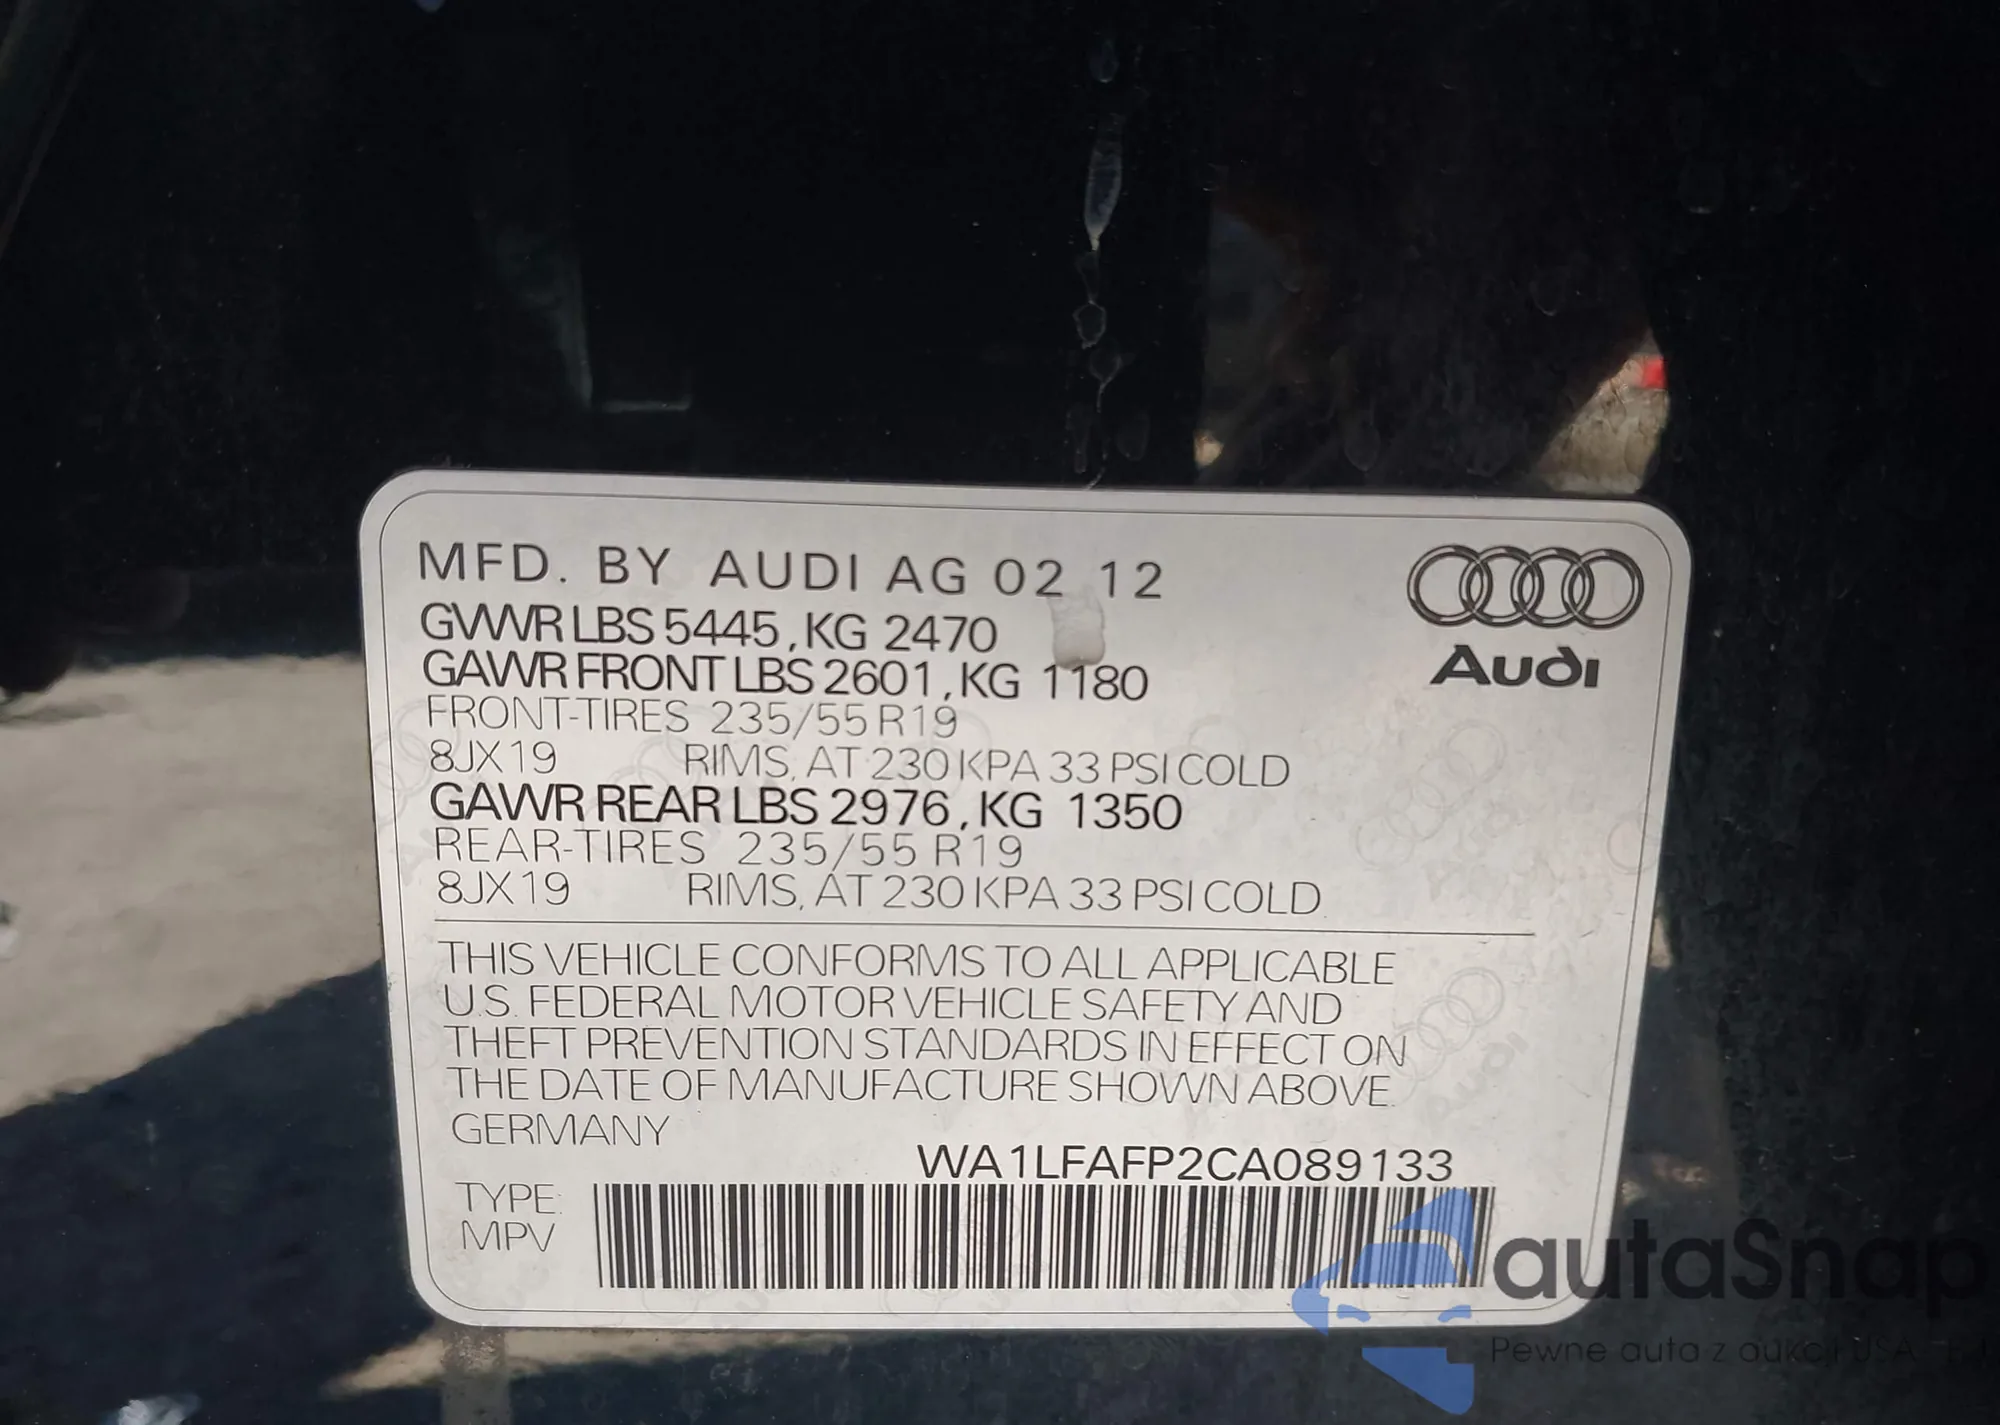 MFD. BY AUDI AG 02 12
GVWR LBS 5445, KG 2470
GAWR FRONT LBS 2601, KG 1180
FRONT-TIRES 235/55 R19
8JX19 RIMS, AT 230 KPA 33 PSI COLD
GAWR REAR LBS 2976, KG 1350
REAR-TIRES 235/55 R19
8JX19 RIMS, AT 230 KPA 33 PSI COLD
Audi
THIS VEHICLE CONFORMS TO ALL APPLICABLE
U.S. FEDERAL MOTOR VEHICLE SAFETY AND
THEFT PREVENTION STANDARDS IN EFFECT ON
THE DATE OF MANUFACTURE SHOWN ABOVE.
GERMANY
WA1LFAFP2CA089133
TYPE:
MPV
autaSnap
Pewne auta z aukcji USA